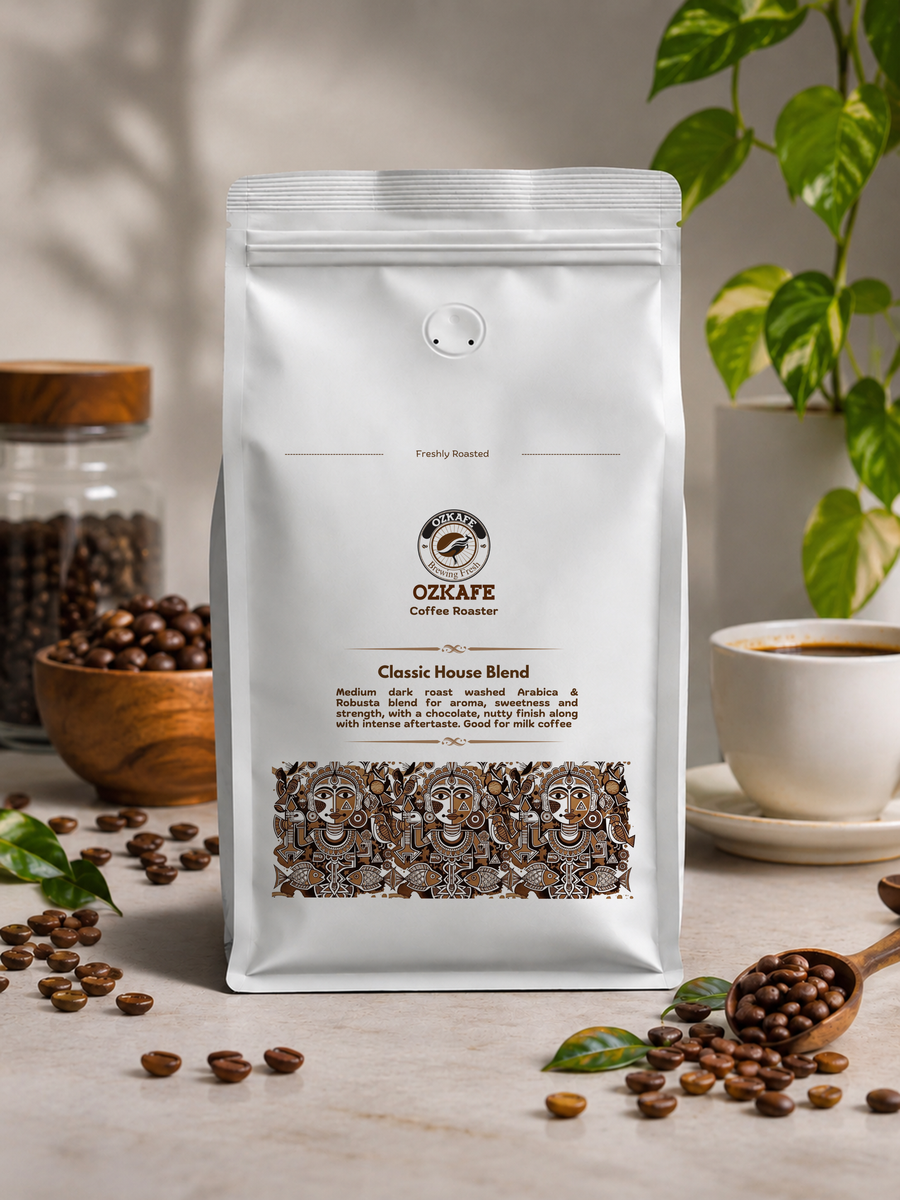 Freshly Roasted
OZKAFE
Brewing Fresh
OZKAFE
Coffee Roaster
Classic House Blend
Medium dark roast washed Arabica &
Robusta blend for aroma, sweetness and
strength, with a chocolate, nutty finish along
with intense aftertaste. Good for milk coffee